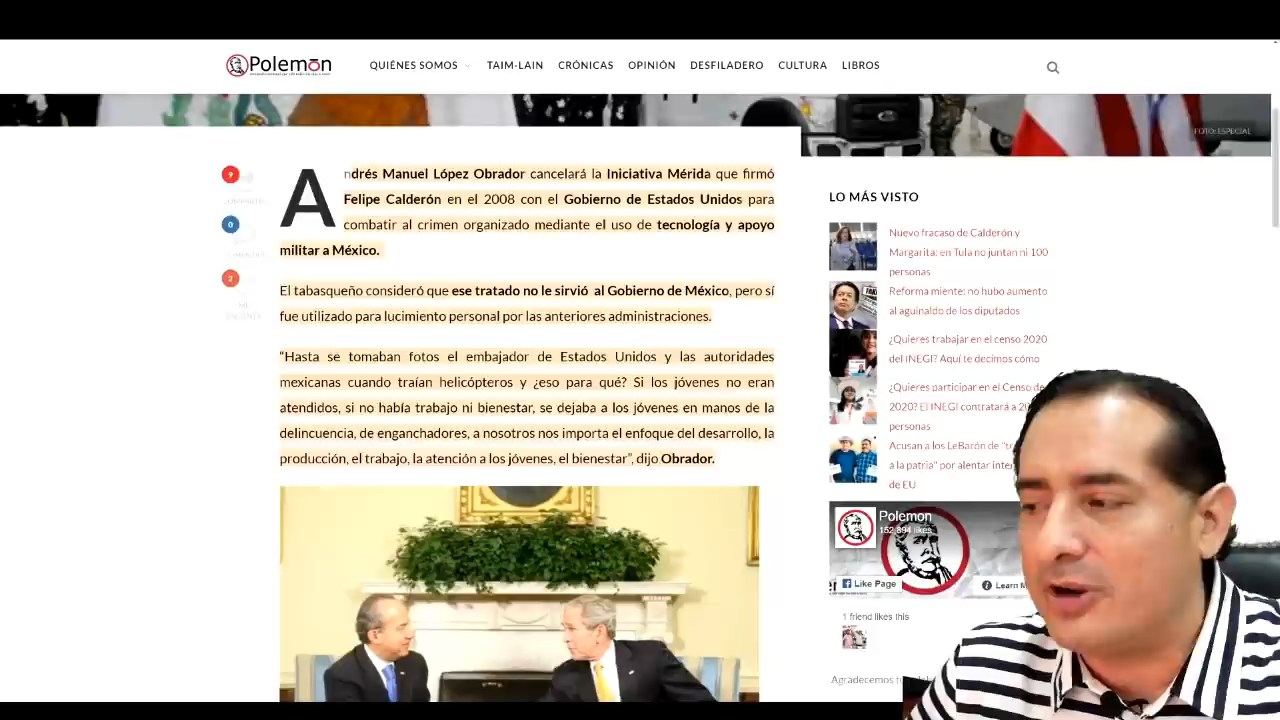 Polemōn
QUIÉNES SOMOS
TAIM-LAIN
CRÓNICAS
OPINIÓN
DESFILADERO
CULTURA
LIBROS
FOTO: ESPECIAL
9
0
2
Andrés Manuel López Obrador cancelará la Iniciativa Mérida que firmó
Felipe Calderón en el 2008 con el Gobierno de Estados Unidos para
combatir al crimen organizado mediante el uso de tecnología y apoyo
militar a México.
El tabasqueño consideró que ese tratado no le sirvió al Gobierno de México, pero sí
fue utilizado para lucimiento personal por las anteriores administraciones.
“Hasta se tomaban fotos el embajador de Estados Unidos y las autoridades
mexicanas cuando traían helicópteros y ¿eso para qué? Si los jóvenes no eran
atendidos, si no había trabajo ni bienestar, se dejaba a los jóvenes en manos de la
delincuencia, de enganchadores, a nosotros nos importa el enfoque del desarrollo, la
producción, el trabajo, la atención a los jóvenes, el bienestar”, dijo Obrador.
LO MÁS VISTO
Nuevo fracaso de Calderón y
Margarita: en Tula no juntan ni 100
personas
Reforma miente: no hubo aumento
al aguinaldo de los diputados
¿Quieres trabajar en el censo 2020
del INEGI? Aquí te decimos cómo
¿Quieres participar en el Censo de
2020? El INEGI contratará a
personas
Acusan a los LeBarón de
a la patria” por alentar
de EU
Polemon
152,894 likes
Like Page
Learn
1 friend likes this
Agradecemos